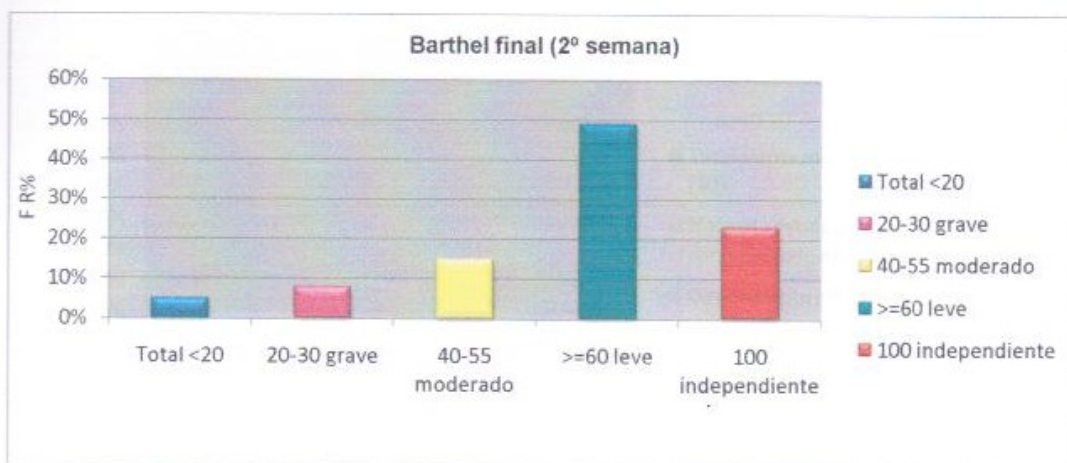 Barthel final (2º semana)
60%
50%
40%
30%
20%
10%
0%
F R%
Total <20
20-30 grave
40-55
moderado
>=60 leve
100
independiente
Total <20
20-30 grave
40-55 moderado
>=60 leve
100 independiente